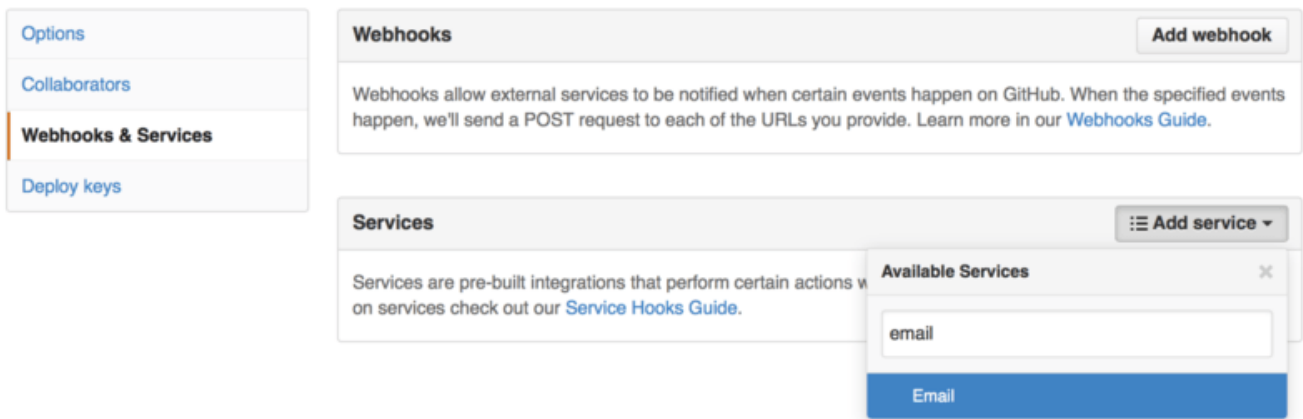 Options
Collaborators
Webhooks & Services
Deploy keys
Webhooks
Add webhook
Webhooks allow external services to be notified when certain events happen on GitHub. When the specified events
happen, we'll send a POST request to each of the URLs you provide. Learn more in our Webhooks Guide.
Services
Add service
Services are pre-built integrations that perform certain actions w
on services check out our Service Hooks Guide.
Available Services
email
Email